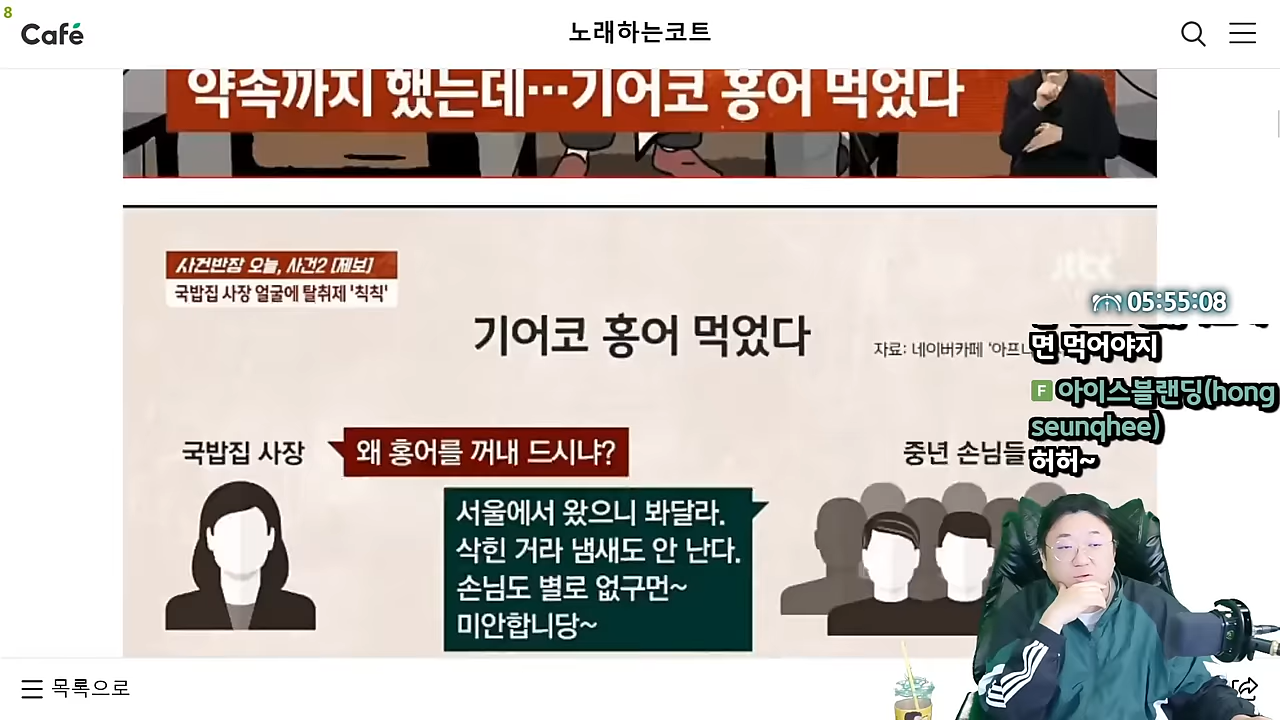 8
Café
노래하는코트
약속까지 했는데…기어코 홍어 먹었다
사건반장 오늘, 사건2 [제보]
국밥집 사장 얼굴에 탈취제 '칙칙'
jtbc
05:55:08
기어코 홍어 먹었다
자료: 네이버카페 '아프니
면 먹어야지
F 아이스블랜딩(hong
seunqhee)
허허~
국밥집 사장
왜 홍어를 꺼내 드시냐?
중년 손님들
서울에서 왔으니 봐달라.
삭힌 거라 냄새도 안 난다.
손님도 별로 없구먼~
미안합니당~
목록으로